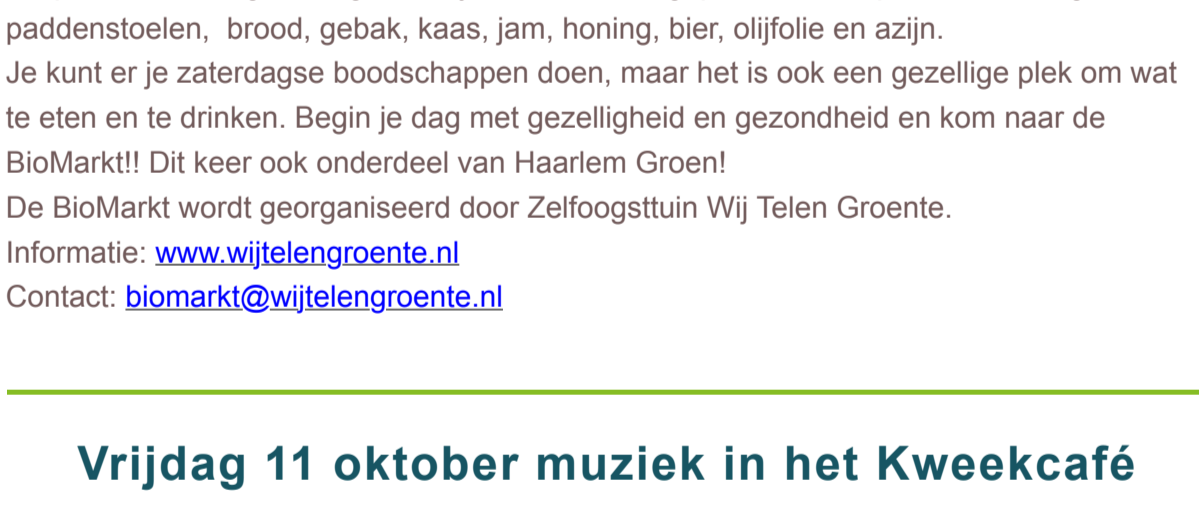 paddenstoelen,  brood, gebak, kaas, jam, honing, bier, olijfolie en azijn.
Je kunt er je zaterdagse boodschappen doen, maar het is ook een gezellige plek om wat
te eten en te drinken. Begin je dag met gezelligheid en gezondheid en kom naar de
BioMarkt!! Dit keer ook onderdeel van Haarlem Groen!
De BioMarkt wordt georganiseerd door Zelfoogsttuin Wij Telen Groente.
Informatie: www.wijtelengroente.nl
Contact: biomarkt@wijtelengroente.nl
Vrijdag 11 oktober muziek in het Kweekcafé